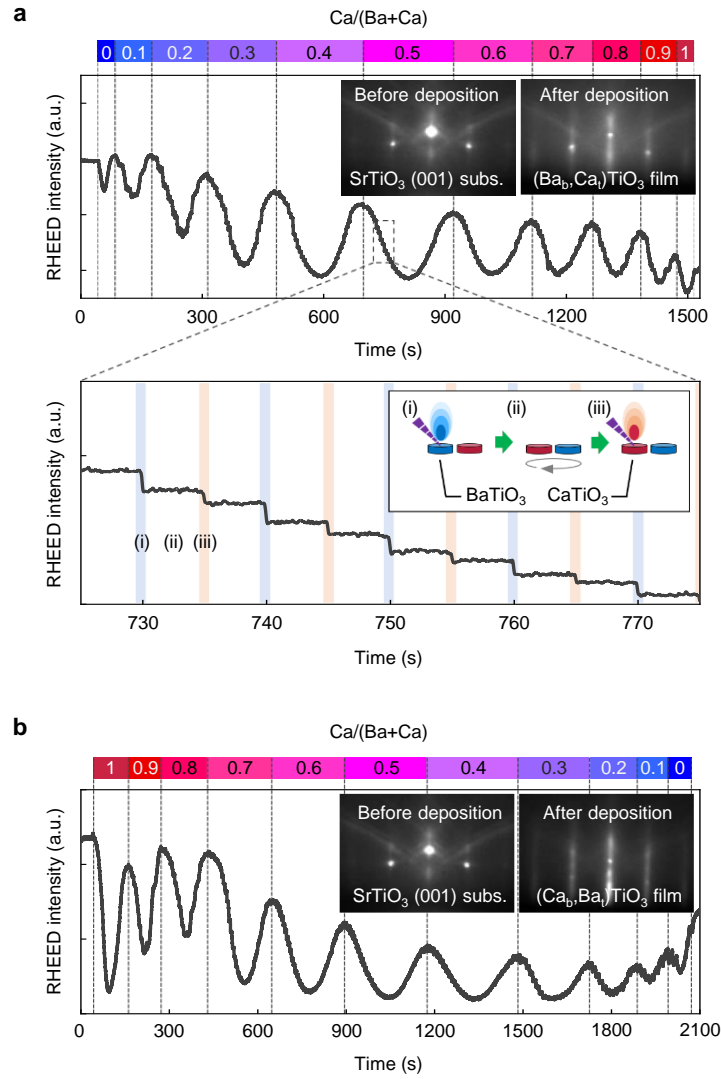 a
Ca/(Ba+Ca)
0 0.1 0.2 0.3 0.4 0.5 0.6 0.7 0.8 0.9 1
RHEED intensity (a.u.)
Before deposition
After deposition
SrTiO₃ (001) subs.
(Ba_b,Ca_t)TiO₃ film
0 300 600 900 1200 1500
Time (s)
RHEED intensity (a.u.)
(i) (ii) (iii)
BaTiO₃ CaTiO₃
(i) (ii) (iii)
730 740 750 760 770
Time (s)
b
Ca/(Ba+Ca)
1 0.9 0.8 0.7 0.6 0.5 0.4 0.3 0.2 0.1 0
RHEED intensity (a.u.)
Before deposition
After deposition
SrTiO₃ (001) subs.
(Ca_b,Ba_t)TiO₃ film
0 300 600 900 1200 1500 1800 2100
Time (s)